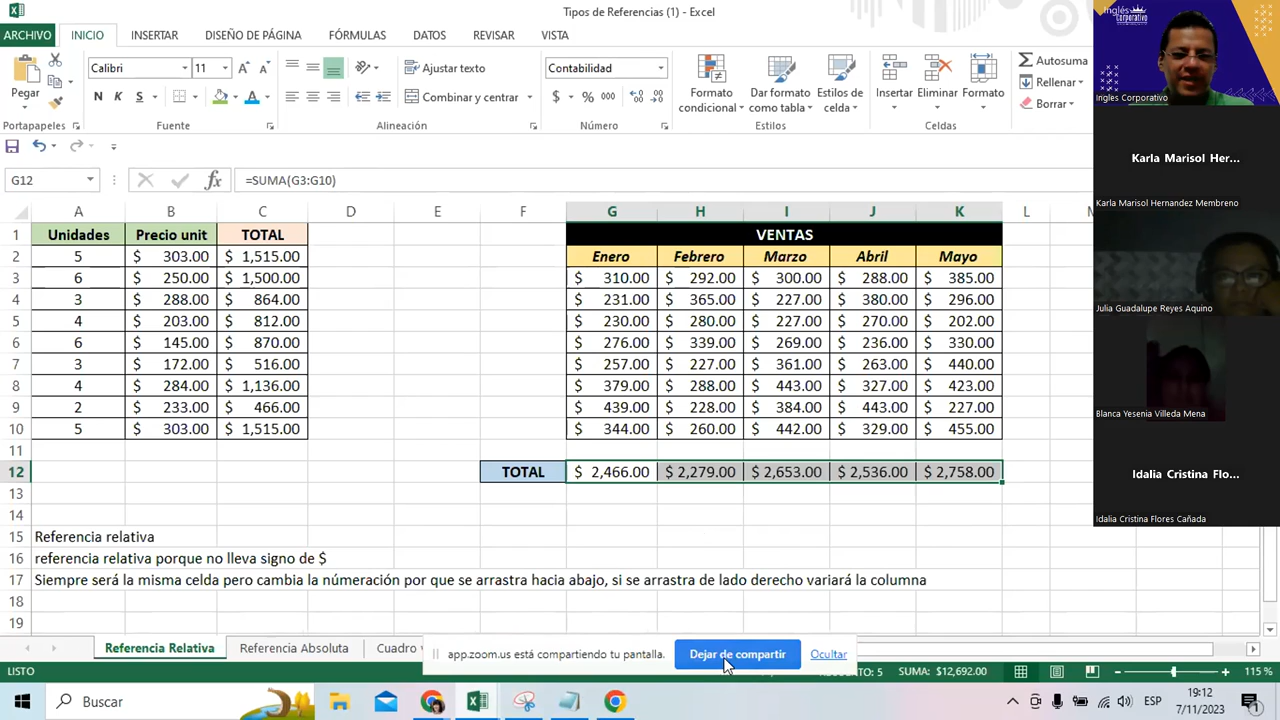 Tipos de Referencias (1) - Excel
ARCHIVO INICIO INSERTAR DISEÑO DE PÁGINA FÓRMULAS DATOS REVISAR VISTA
Calibri 11 Ajustar texto Contabilidad Autosuma
Pegar N K S Combinar y centrar $ % 000 Formato condicional Dar formato como tabla Estilos de celda Insertar Eliminar Formato Rellenar
Borrar
Portapapeles Fuente Alineación Número Estilos Celdas
G12 fx =SUMA(G3:G10)
A B C D E F G H I J K L M
1 Unidades Precio unit TOTAL VENTAS
2 5 $ 303.00 $ 1,515.00 Enero Febrero Marzo Abril Mayo
3 6 $ 250.00 $ 1,500.00 $ 310.00 $ 292.00 $ 300.00 $ 288.00 $ 385.00
4 3 $ 288.00 $ 864.00 $ 231.00 $ 365.00 $ 227.00 $ 380.00 $ 296.00
5 4 $ 203.00 $ 812.00 $ 230.00 $ 280.00 $ 227.00 $ 270.00 $ 202.00
6 6 $ 145.00 $ 870.00 $ 276.00 $ 339.00 $ 269.00 $ 236.00 $ 330.00
7 3 $ 172.00 $ 516.00 $ 257.00 $ 227.00 $ 361.00 $ 263.00 $ 440.00
8 4 $ 284.00 $ 1,136.00 $ 379.00 $ 288.00 $ 443.00 $ 327.00 $ 423.00
9 2 $ 233.00 $ 466.00 $ 439.00 $ 228.00 $ 384.00 $ 443.00 $ 227.00
10 5 $ 303.00 $ 1,515.00 $ 344.00 $ 260.00 $ 442.00 $ 329.00 $ 455.00
11
12 TOTAL $ 2,466.00 $ 2,279.00 $ 2,653.00 $ 2,536.00 $ 2,758.00
13
14
15 Referencia relativa
16 referencia relativa porque no lleva signo de $
17 Siempre será la misma celda pero cambia la númeración por que se arrastra hacia abajo, si se arrastra de lado derecho variará la columna
18
19
Referencia Relativa Referencia Absoluta Cuadro
app.zoom.us está compartiendo tu pantalla. Dejar de compartir Ocultar
LISTO RECUENTO: 5 SUMA: $12,692.00 115 %
Buscar ESP 19:12
7/11/2023
Inglés Corporativo
Ingles Corporativo
Karla Marisol Her...
Karla Marisol Hernandez Membreno
Julia Guadalupe Reyes Aquino
Blanca Yesenia Villeda Mena
Idalia Cristina Flo...
Idalia Cristina Flores Cañada